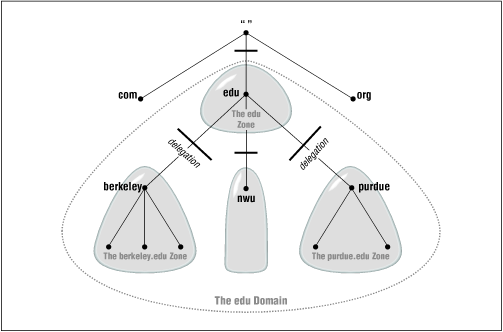 “ ”
com
edu
org
The edu
Zone
delegation
delegation
berkeley
nwu
purdue
The berkeley.edu Zone
The purdue.edu Zone
The edu Domain